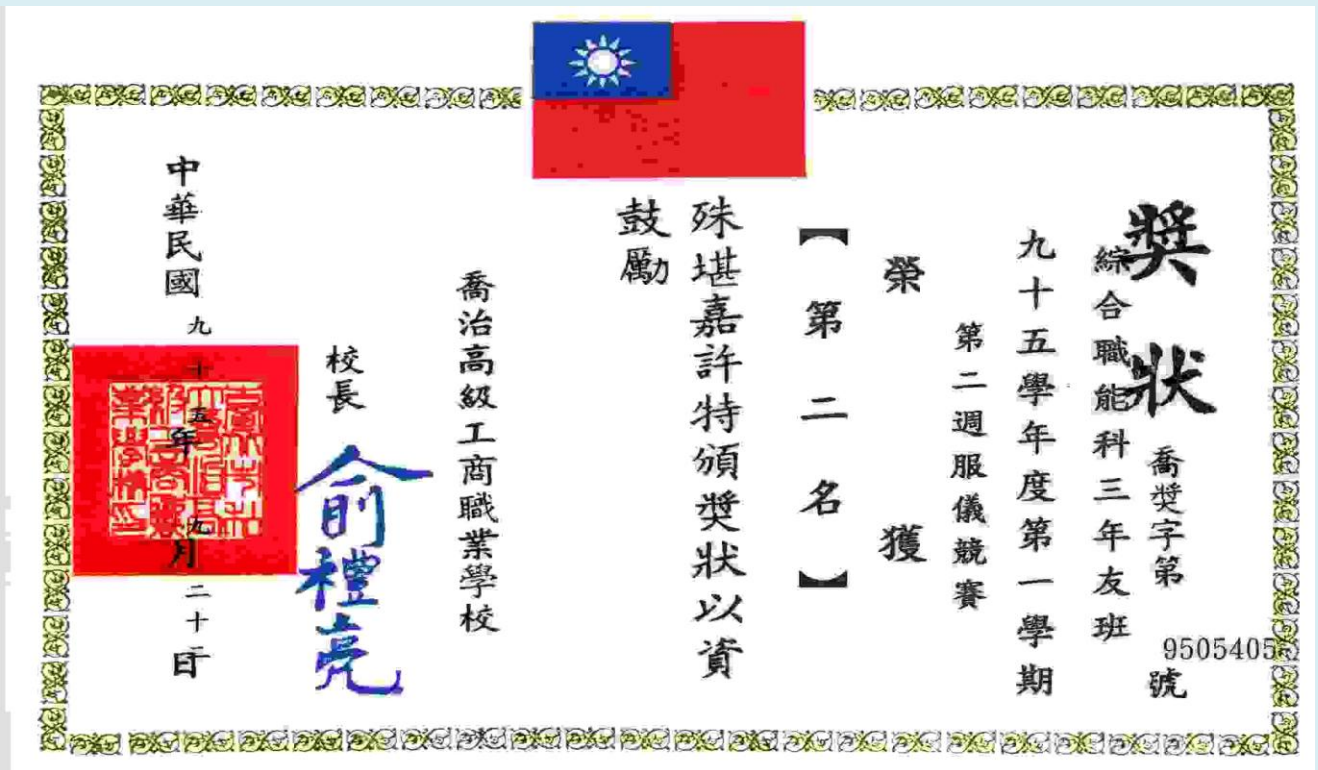 獎狀
喬獎字第9505405號
綜合職能科三年友班
九十五學年度第一學期
第二週服儀競賽
榮獲
【第二名】
殊堪嘉許特頒獎狀以資
鼓勵
喬治高級工商職業學校
校長 俞禮亮
中華民國九十五年九月二十二日